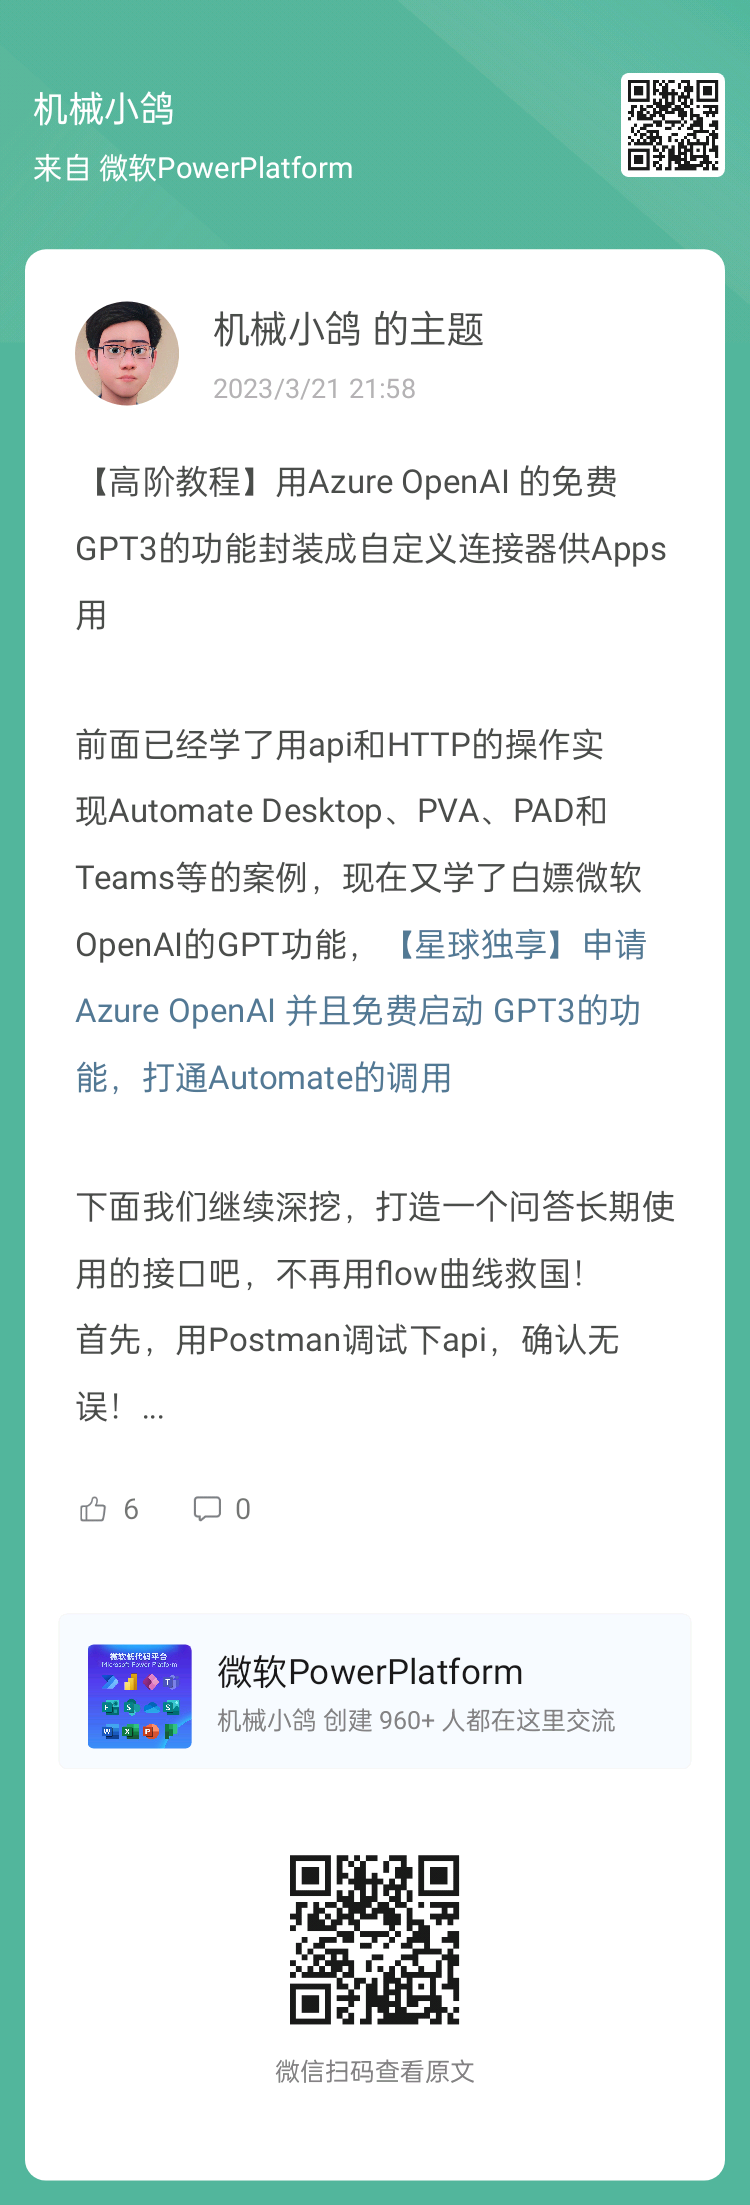 机械小鸽
来自 微软PowerPlatform
机械小鸽 的主题
2023/3/21 21:58
【高阶教程】用Azure OpenAI 的免费
GPT3的功能封装成自定义连接器供Apps
用
前面已经学了用api和HTTP的操作实
现Automate Desktop、PVA、PAD和
Teams等的案例，现在又学了白嫖微软
OpenAI的GPT功能，【星球独享】申请
Azure OpenAI 并且免费启动 GPT3的功
能，打通Automate的调用
下面我们继续深挖，打造一个问答长期使
用的接口吧，不再用flow曲线救国！
首先，用Postman调试下api，确认无
误！...
6 0
微软低代码平台
Microsoft Power Platform
微软PowerPlatform
机械小鸽 创建 960+ 人都在这里交流
微信扫码查看原文